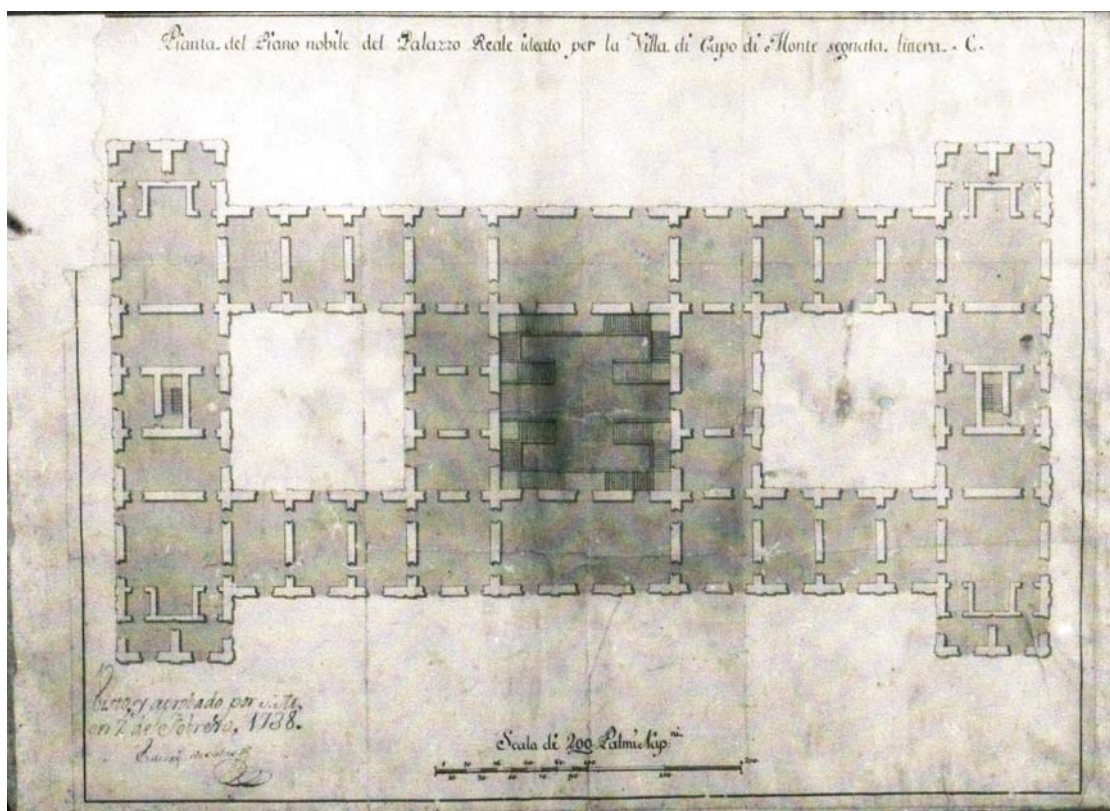 Pianta del Piano nobile del Palazzo Reale ideato per la Villa di Capo di Monte segnata littera. C.
Visto, y aprobado por
en 7 de Febrero, 1738.
Scala di 200 Palmi Nap.ni